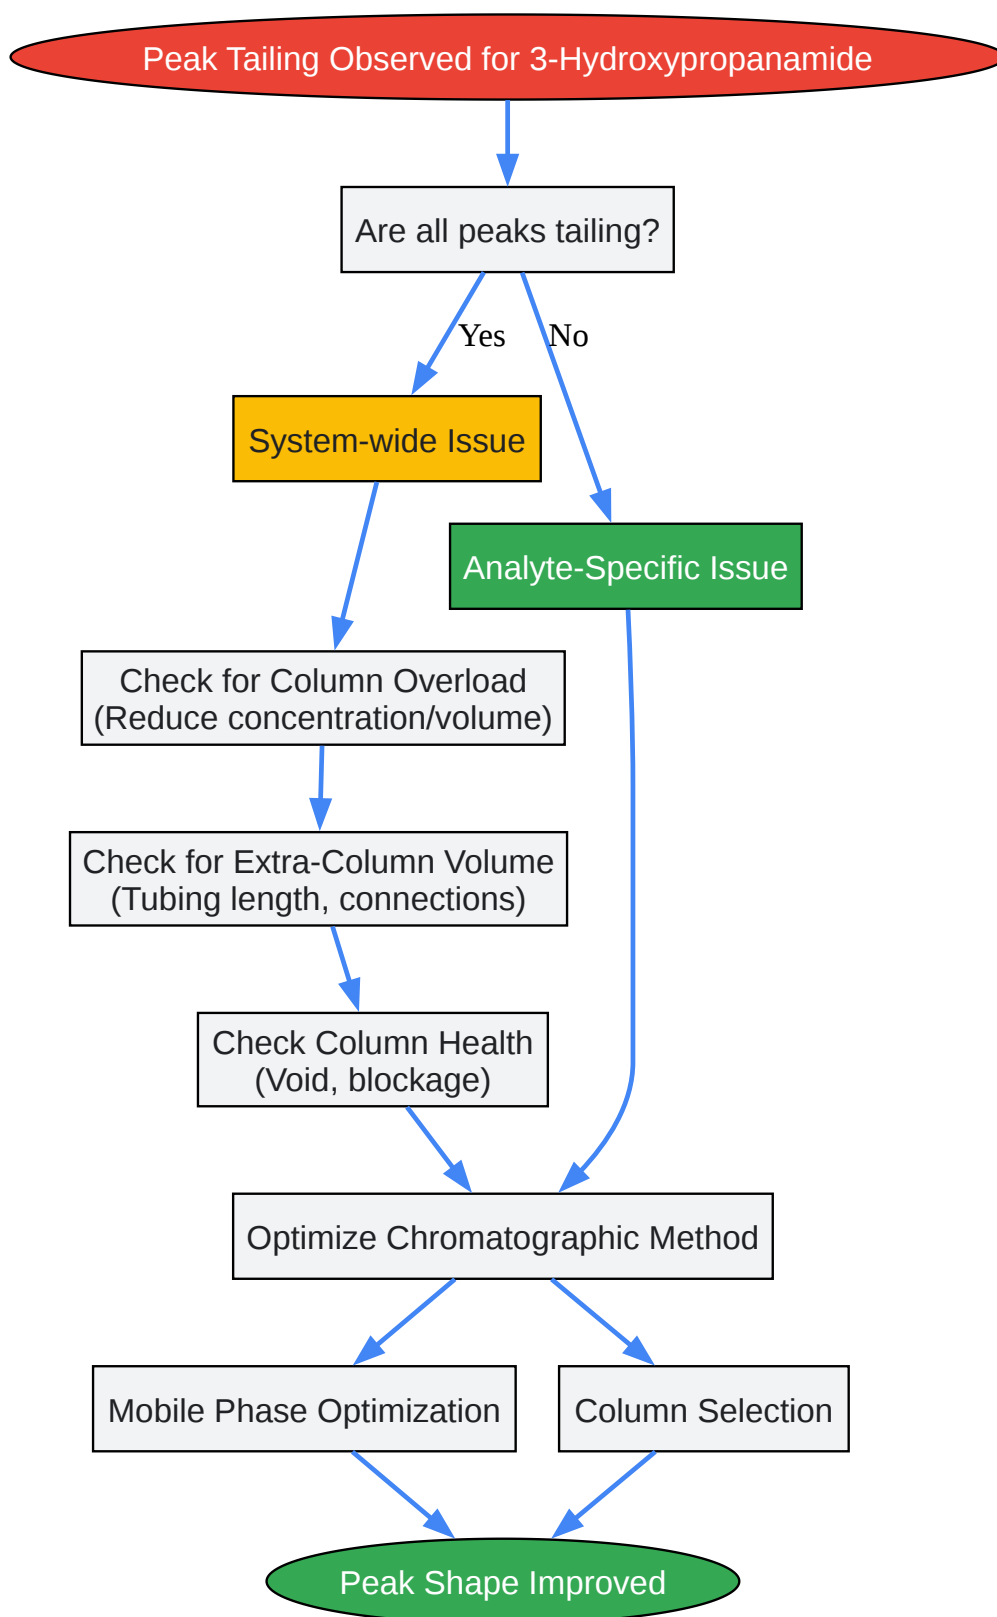 Peak Tailing Observed for 3-Hydroxypropanamide
Are all peaks tailing?
Yes
No
System-wide Issue
Analyte-Specific Issue
Check for Column Overload
(Reduce concentration/volume)
Check for Extra-Column Volume
(Tubing length, connections)
Check Column Health
(Void, blockage)
Optimize Chromatographic Method
Mobile Phase Optimization
Column Selection
Peak Shape Improved